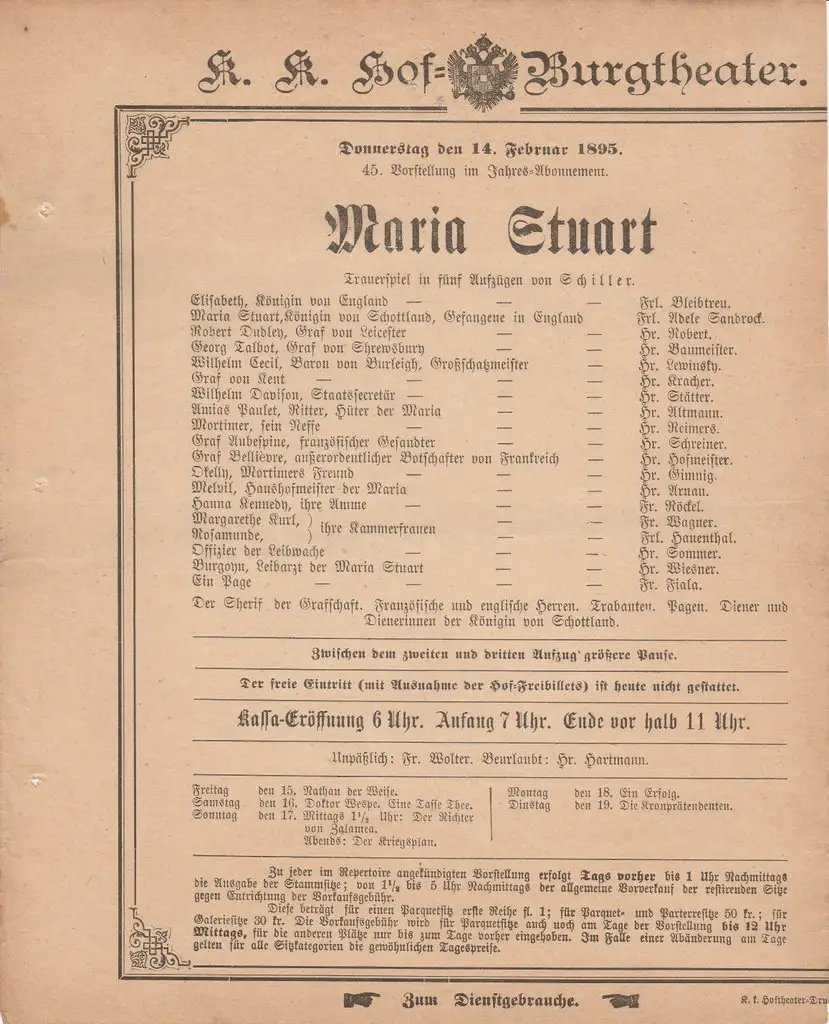 K. K. Hof=Burgtheater.
Donnerstag den 14. Februar 1895.
45. Vorstellung im Jahres=Abonnement.
Maria Stuart
Trauerspiel in fünf Aufzügen von Schiller.
Elisabeth, Königin von England — — — Frl. Bleibtreu.
Maria Stuart,Königin von Schottland, Gefangene in England Frl. Adele Sandrock.
Robert Dudley, Graf von Leicester — — Hr. Robert.
Georg Talbot, Graf von Shrewsbury — — Hr. Baumeister.
Wilhelm Cecil, Baron von Burleigh, Großschatzmeister — Hr. Lewinsky.
Graf von Kent — — — — Hr. Kracher.
Wilhelm Davison, Staatssecretär — — — Hr. Stätter.
Amias Paulet, Ritter, Hüter der Maria — — Hr. Altmann.
Mortimer, sein Neffe — — — Hr. Reimers.
Graf Aubespine, französischer Gesandter — — Hr. Schreiner.
Graf Bellièvre, außerordentlicher Botschafter von Frankreich — Hr. Hofmeister.
Okelly, Mortimers Freund — — Hr. Gimnig.
Melvil, Haushofmeister der Maria — — Hr. Arnau.
Hanna Kennedy, ihre Amme — — — Fr. Röckel.
Margarethe Kurl, ) ihre Kammerfrauen — — Fr. Wagner.
Rosamunde, ) — — Frl. Hauenthal.
Offizier der Leibwache — — — Hr. Sommer.
Burgoyn, Leibarzt der Maria Stuart — — Hr. Wiesner.
Ein Page — — — — Fr. Fiala.
Der Sherif der Grafschaft. Französische und englische Herren. Trabanten. Pagen. Diener und
Dienerinnen der Königin von Schottland.
Zwischen dem zweiten und dritten Aufzug größere Pause.
Der freie Eintritt (mit Ausnahme der Hof=Freibillets) ist heute nicht gestattet.
Kassa=Eröffnung 6 Uhr. Anfang 7 Uhr. Ende vor halb 11 Uhr.
Unpäßlich: Fr. Wolter. Beurlaubt: Hr. Hartmann.
Freitag den 15. Nathan der Weise.
Samstag den 16. Doktor Wespe. Eine Tasse Thee.
Sonntag den 17. Mittags 1½ Uhr: Der Richter
von Zalamea.
Abends: Der Kriegsplan.
Montag den 18. Ein Erfolg.
Dinstag den 19. Die Kronprätendenten.
Zu jeder im Repertoire angekündigten Vorstellung erfolgt Tags vorher bis 1 Uhr Nachmittags
die Ausgabe der Stammsitze; von 1½ bis 5 Uhr Nachmittags der allgemeine Vorverkauf der restirenden Sitze
gegen Entrichtung der Vorkaufsgebühr.
Diese beträgt für einen Parquetsitz erste Reihe fl. 1; für Parquet= und Parterresitze 50 kr.; für
Galeriesitze 30 kr. Die Vorkaufsgebühr wird für Parquetsitze auch noch am Tage der Vorstellung bis 12 Uhr
Mittags, für die anderen Plätze nur bis zum Tage vorher eingehoben. Im Falle einer Abänderung am Tage
gelten für alle Sitzkategorien die gewöhnlichen Tagespreise.
Zum Dienstgebrauche.
K. k. Hoftheater=Dru